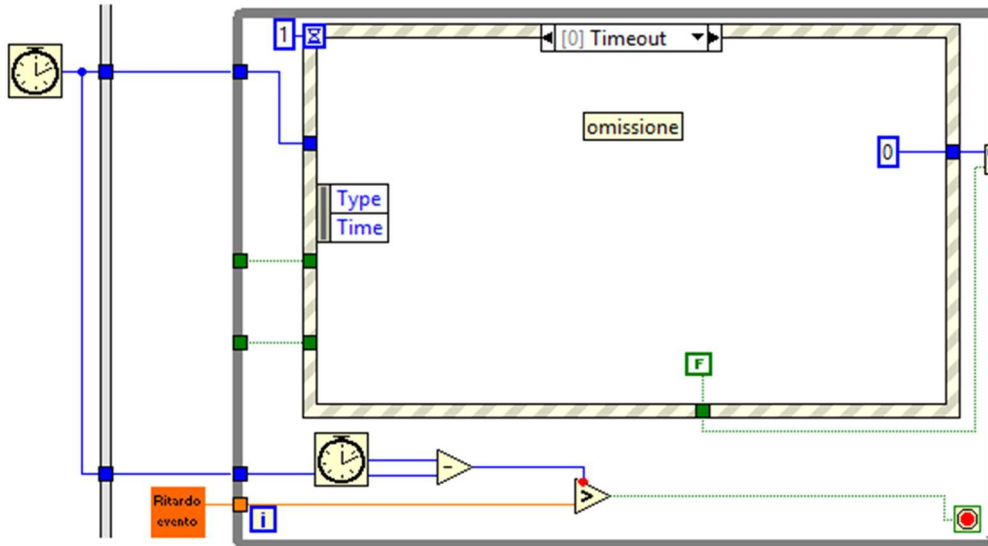 1
[0] Timeout
omissione
0
Type
Time
F
-
>
Ritardo
evento
i